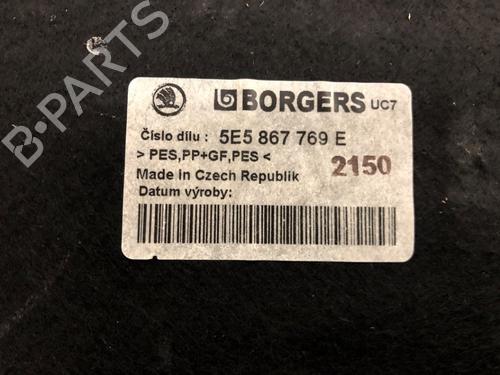 B-PARTS
BORGERS UC7
Číslo dílu : 5E5 867 769 E
> PES,PP+GF,PES <
2150
Made in Czech Republik
Datum výroby: